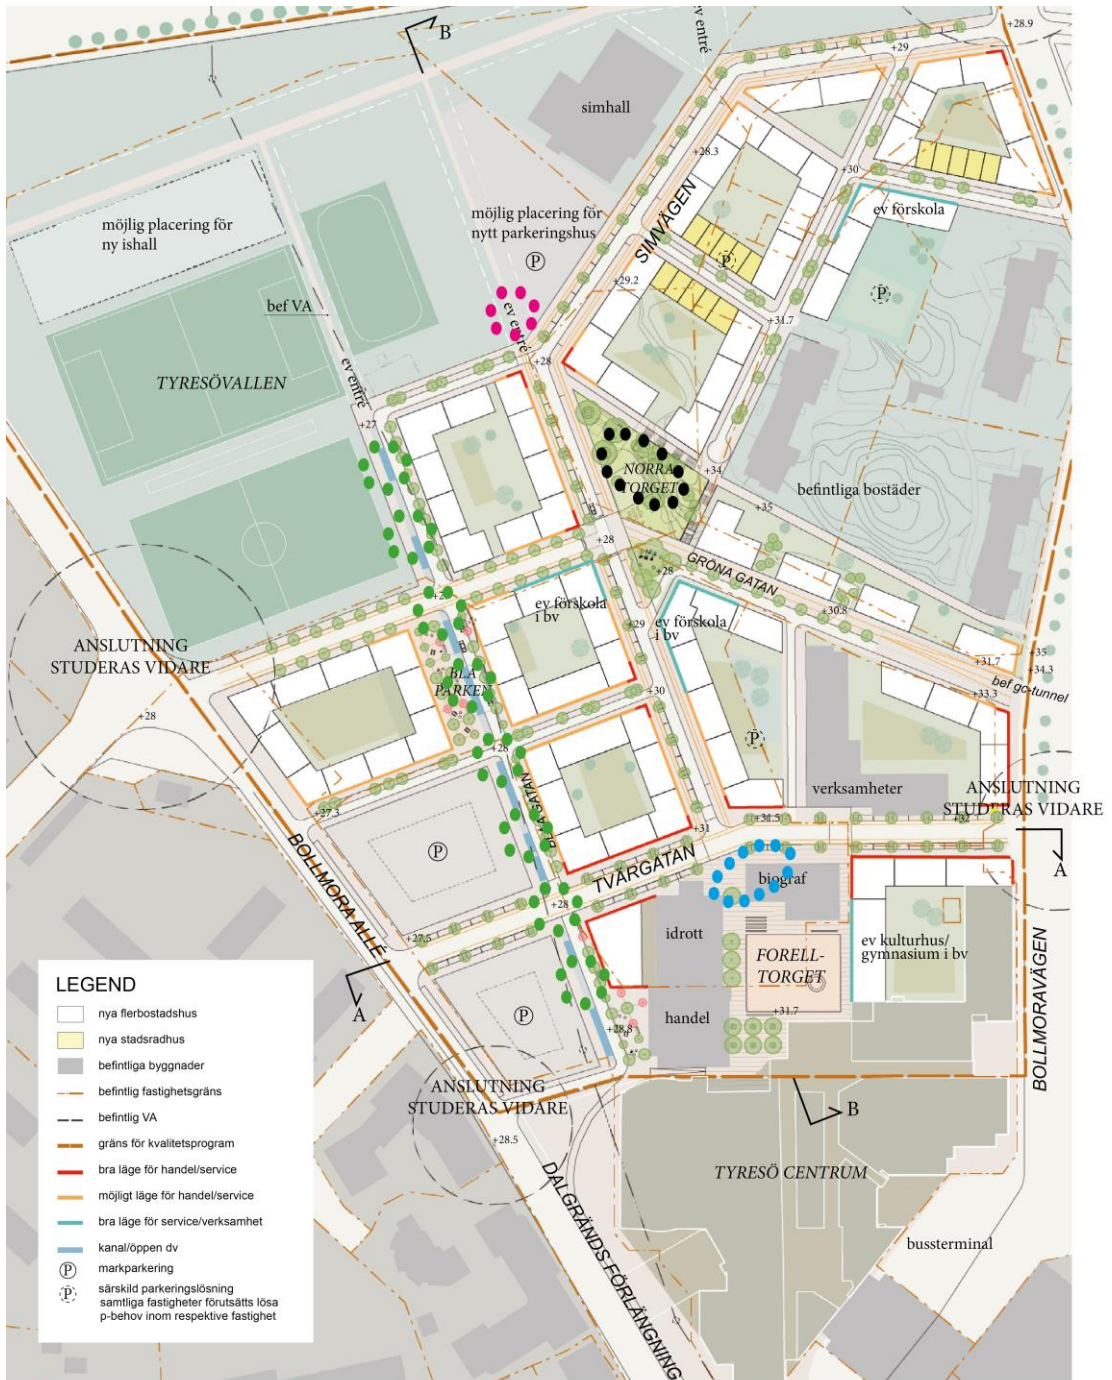 B
ev entré
+28.9
+29
simhall
+28.3
+30
ev förskola
möjlig placering för
ny ishall
möjlig placering för
nytt parkeringshus
P
SIMVÄGEN
P
P
+29.2
bef VA
ev entré
+31.7
+28
TYRESÖVALLEN
ev entré
+27
NORRA
TORGET
+34
befintliga bostäder
+35
+28
GRÖNA GATAN
+28
ev förskola
i bv
ev förskola
i bv
+29
+30.8
ANSLUTNING
STUDERAS VIDARE
BLÅ
PARKEN
+35
+34.3
+31.7
bef gc-tunnel
+33.3
+30
+28
+28
P
verksamheter
ANSLUTNING
STUDERAS VIDARE
+27.3
P
BLÅ GATAN
+31
+31.5
+32
BOLLMORA ALLÉ
TVÄRGATAN
biograf
A
+28
+27.5
idrott
FORELL-
TORGET
ev kulturhus/
gymnasium i bv
BOLLMORAVÄGEN
A
P
handel
+31.7
+28.8
LEGEND
nya flerbostadshus
nya stadsradhus
befintliga byggnader
befintlig fastighetsgräns
befintlig VA
gräns för kvalitetsprogram
bra läge för handel/service
möjligt läge för handel/service
bra läge för service/verksamhet
kanal/öppen dv
P markparkering
P särskild parkeringslösning
samtliga fastigheter förutsätts lösa
p-behov inom respektive fastighet
ANSLUTNING
STUDERAS VIDARE
+28.5
B
TYRESÖ CENTRUM
DALGRÄNDS FÖRLÄNGNING
bussterminal